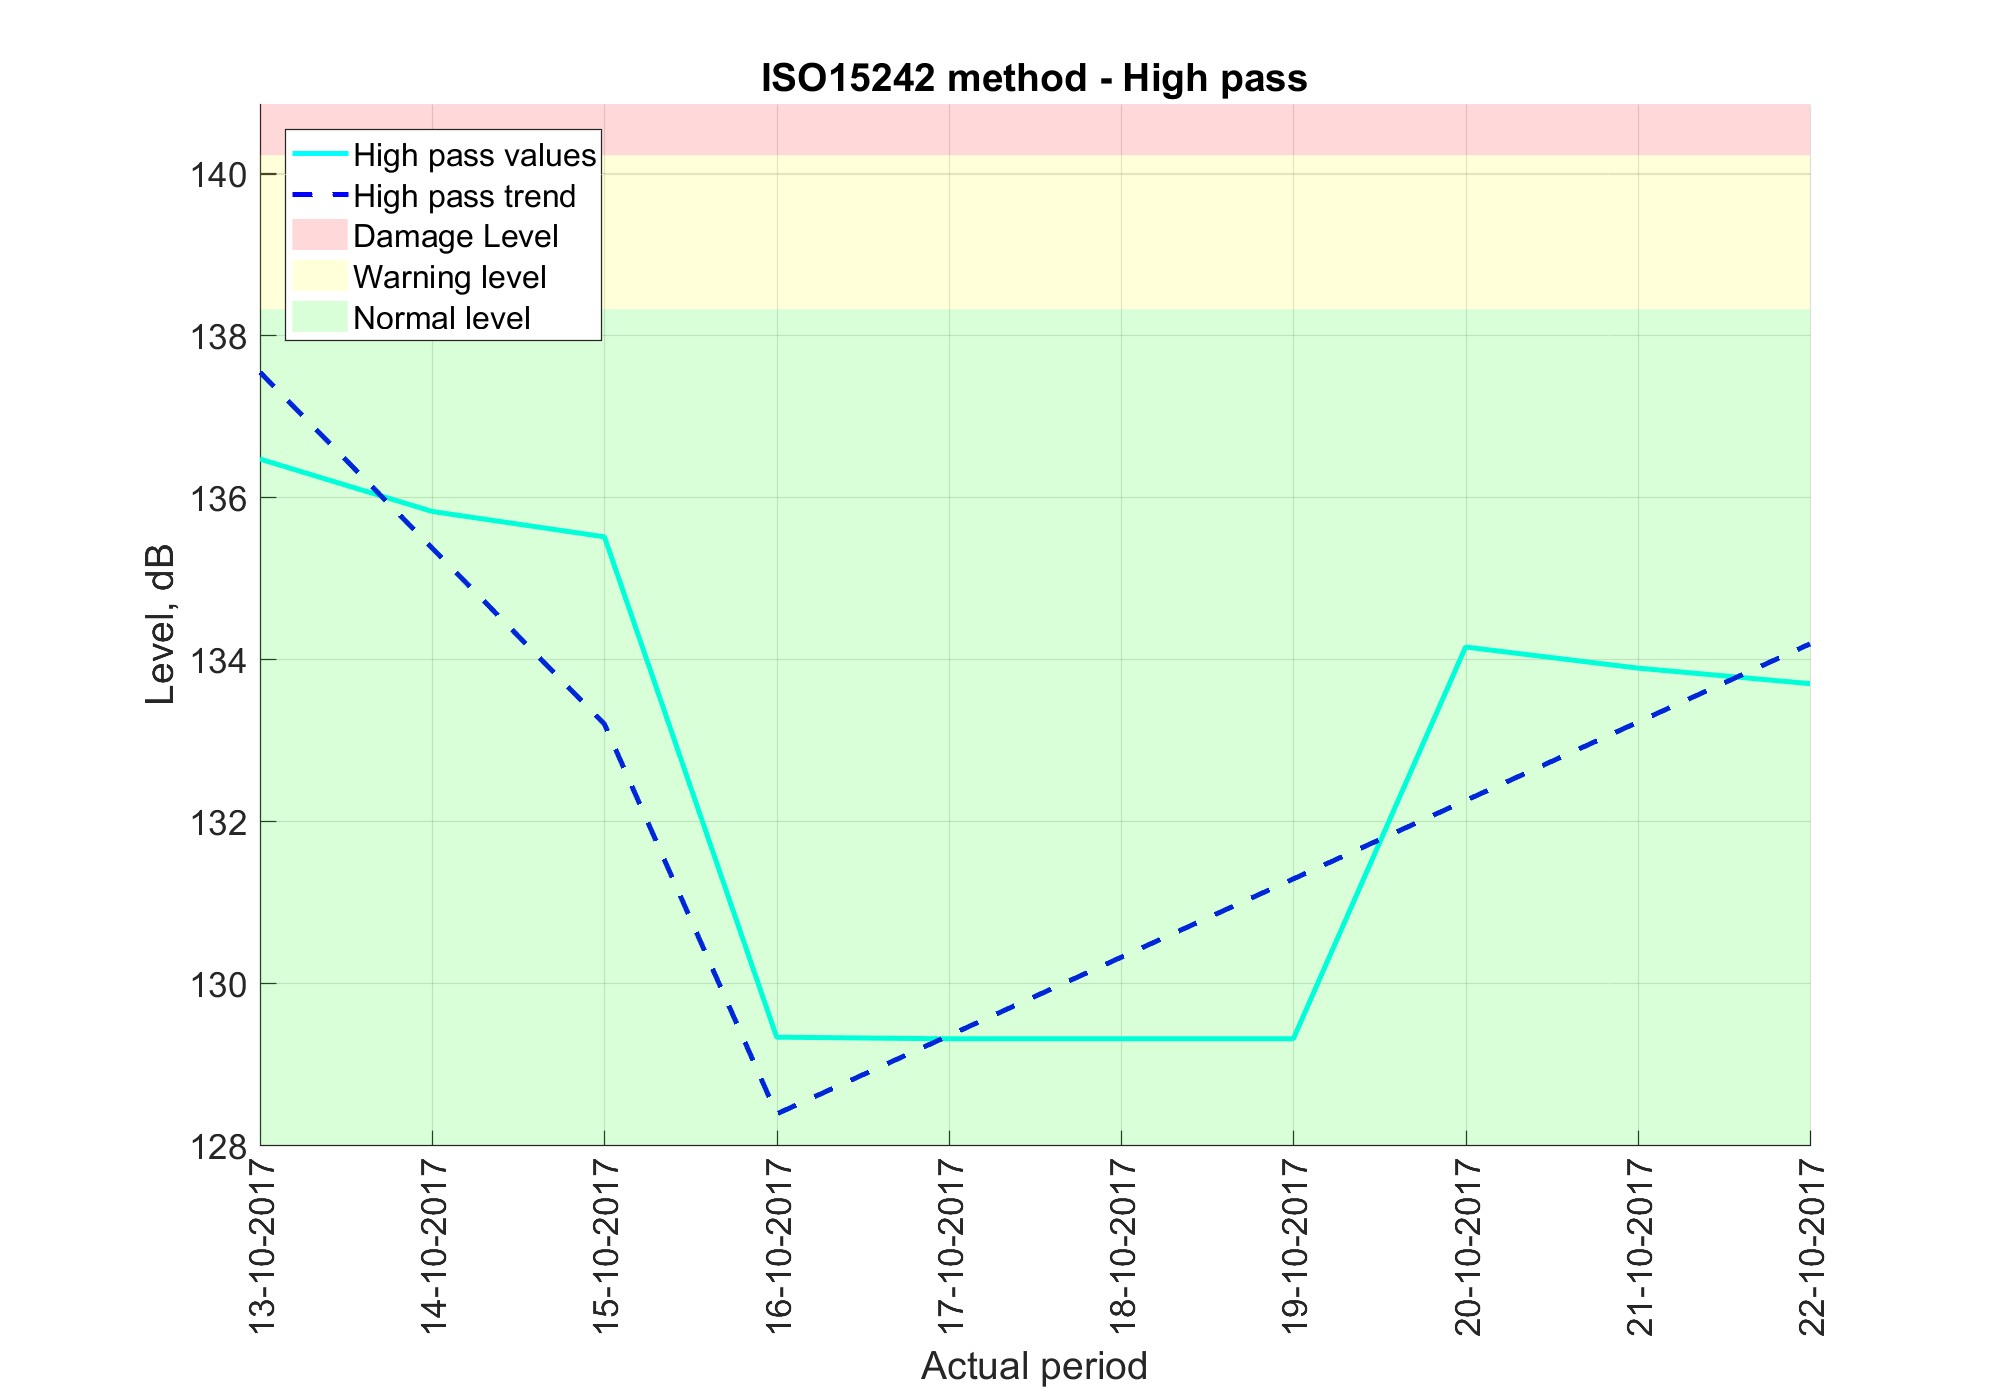 ISO15242 method - High pass
High pass values
High pass trend
Damage Level
Warning level
Normal level
Level, dB
140
138
136
134
132
130
128
13-10-2017
14-10-2017
15-10-2017
16-10-2017
17-10-2017
18-10-2017
19-10-2017
20-10-2017
21-10-2017
22-10-2017
Actual period